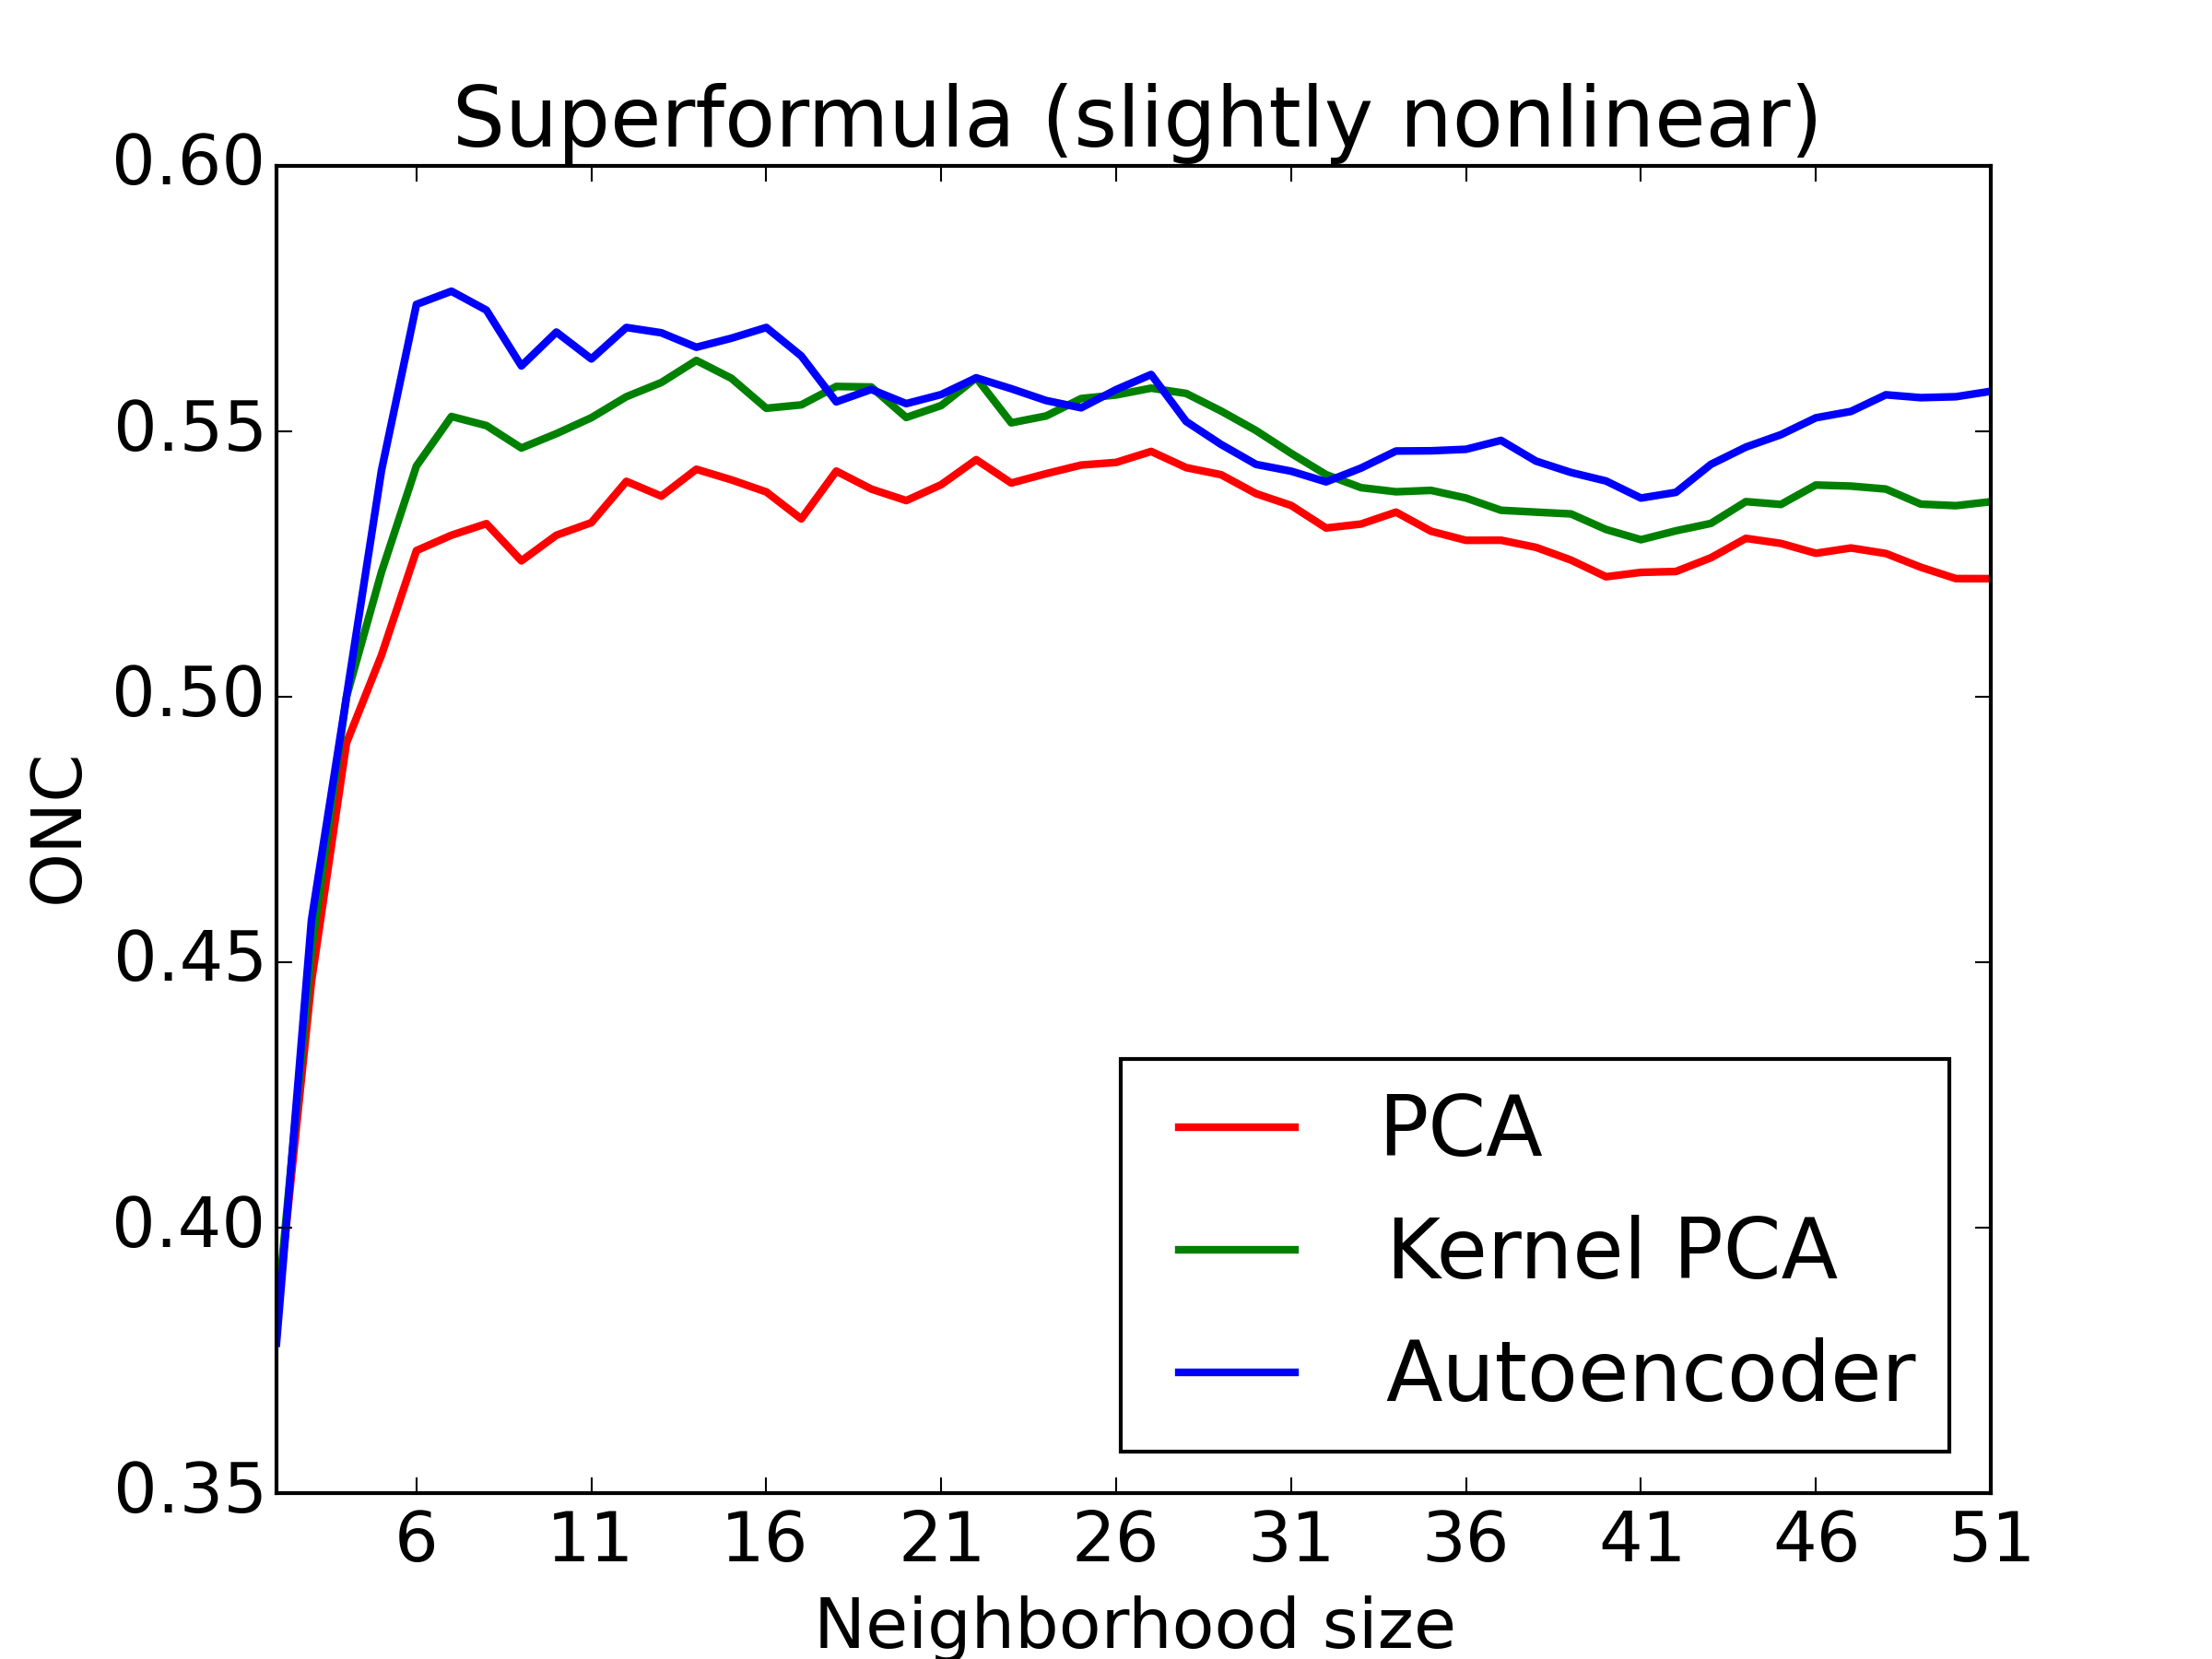 Superformula (slightly nonlinear)
0.60
0.55
0.50
0.45
0.40
0.35
ONC
PCA
Kernel PCA
Autoencoder
6 11 16 21 26 31 36 41 46 51
Neighborhood size